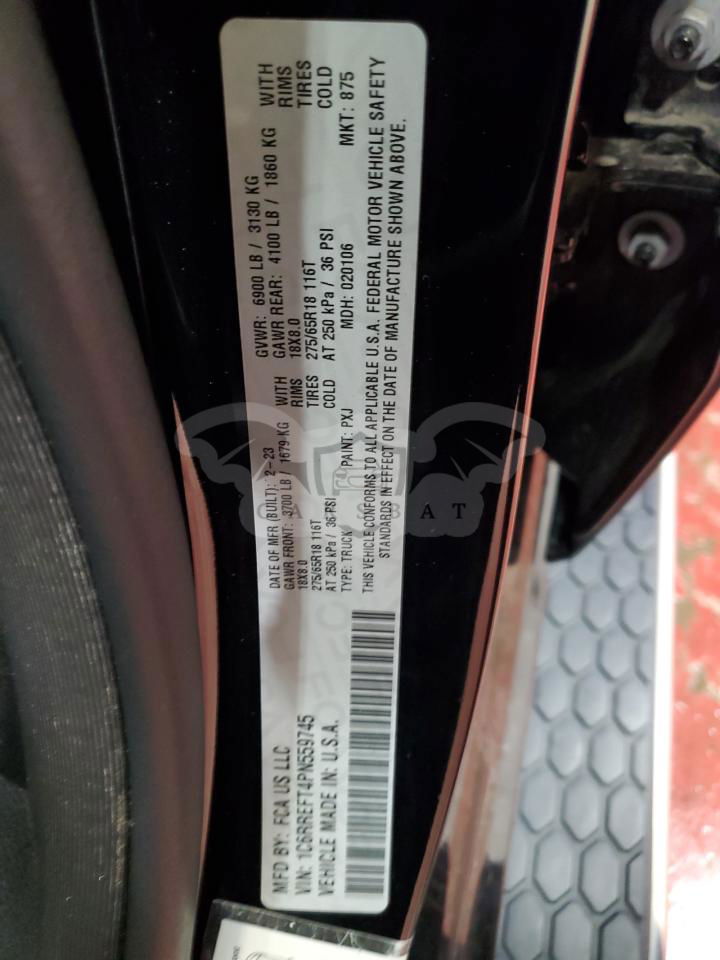 MFD BY: FCA US LLC
DATE OF MFR (BUILT): 2-23
GVWR: 6900 LB / 3130 KG
VIN: 1C6RREFT4PN559745
GAWR FRONT: 3700 LB / 1679 KG WITH
GAWR REAR: 4100 LB / 1860 KG WITH
18X8.0 RIMS
18X8.0 RIMS
VEHICLE MADE IN: U.S.A.
275/65R18 116T TIRES
275/65R18 116T TIRES
AT 250 kPa / 36 PSI COLD
AT 250 kPa / 36 PSI COLD
TYPE: TRUCK PAINT: PXJ MDH: 020106 MKT: 875
THIS VEHICLE CONFORMS TO ALL APPLICABLE U.S.A. FEDERAL MOTOR VEHICLE SAFETY
STANDARDS IN EFFECT ON THE DATE OF MANUFACTURE SHOWN ABOVE.
CARSBAT